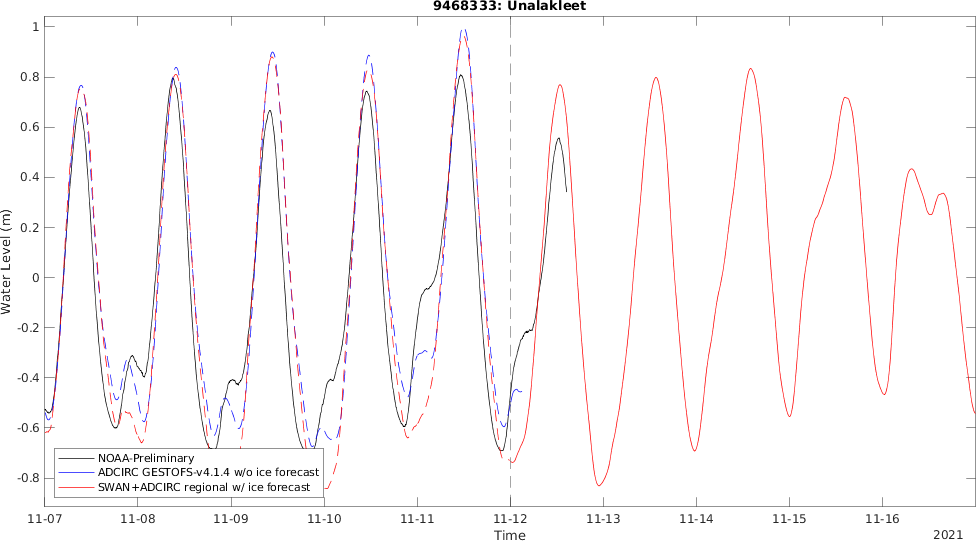 9468333: Unalakleet
Water Level (m)
1
0.8
0.6
0.4
0.2
0
-0.2
-0.4
-0.6
-0.8
NOAA-Preliminary
ADCIRC GESTOFS-v4.1.4 w/o ice forecast
SWAN+ADCIRC regional w/ ice forecast
11-07 11-08 11-09 11-10 11-11 11-12 11-13 11-14 11-15 11-16
Time
2021